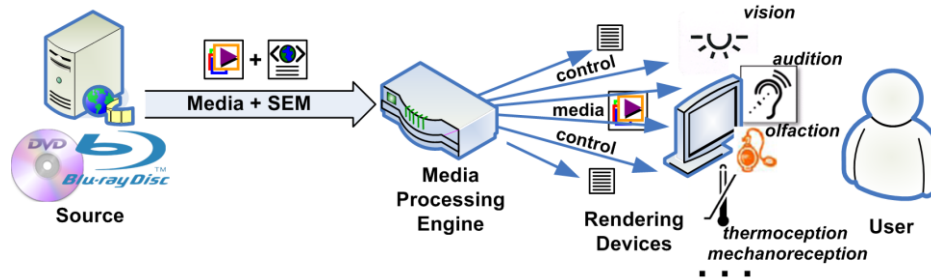 vision
audition
control
Media + SEM
media
DVD
Blu-ray Disc
TM
olfaction
control
Media
Processing
Engine
Source
Rendering
Devices
User
thermoception
mechanoreception
. . .